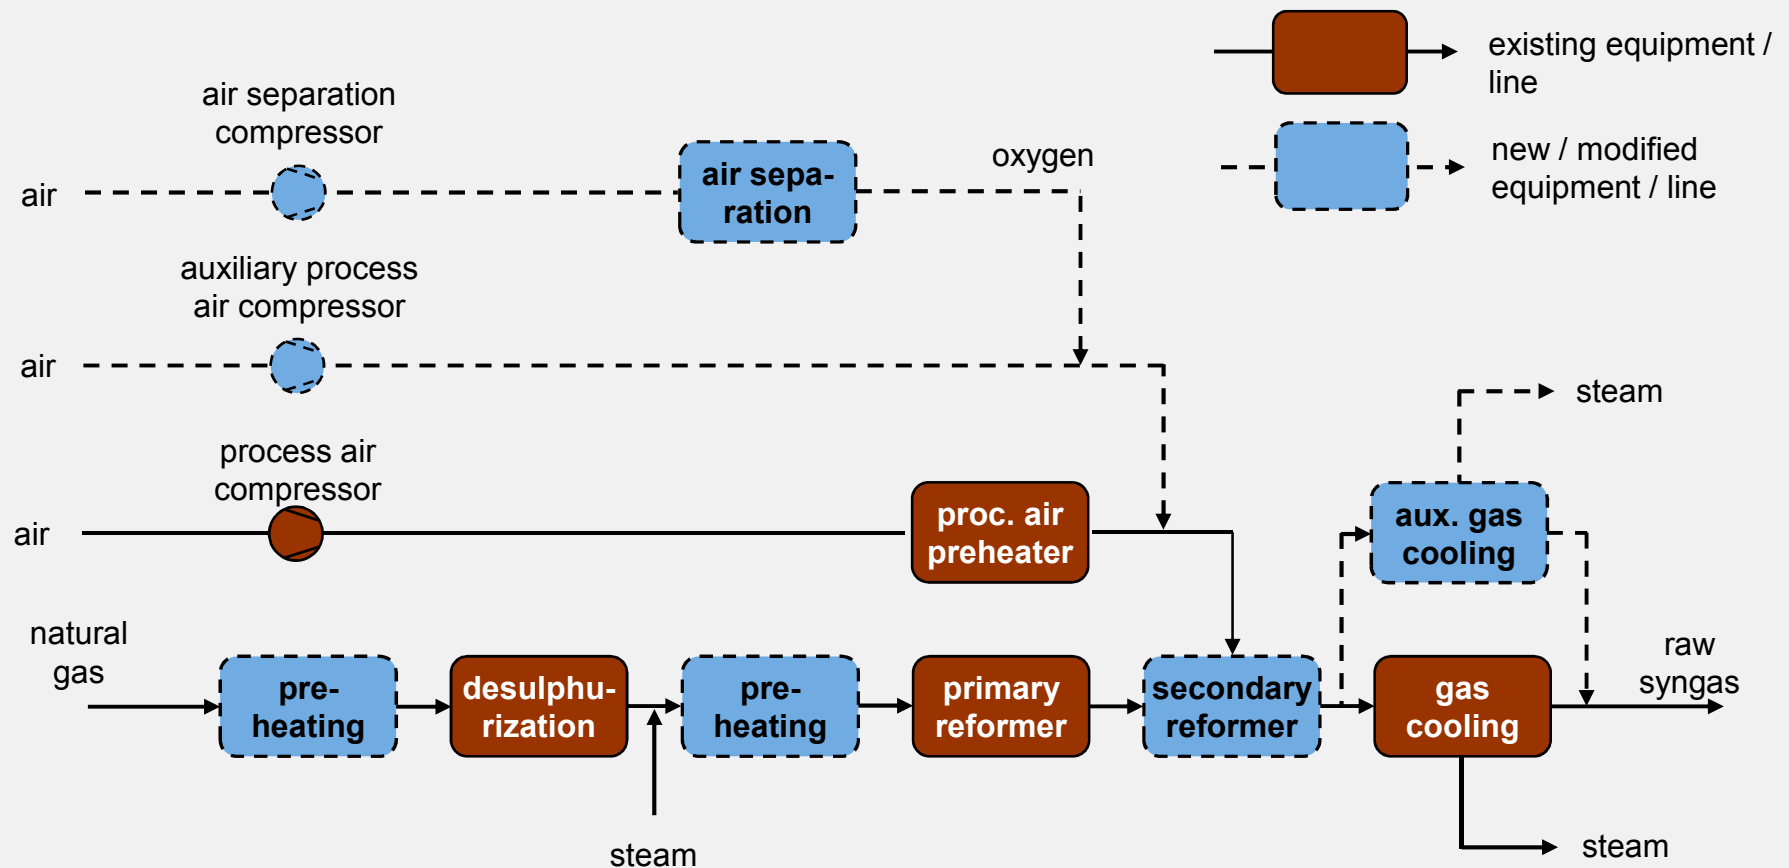 existing equipment /
line
air separation
compressor
new / modified
equipment / line
air
air sepa-
ration
oxygen
auxiliary process
air compressor
air
steam
process air
compressor
air
proc. air
preheater
aux. gas
cooling
natural
gas
pre-
heating
desulphu-
rization
pre-
heating
primary
reformer
secondary
reformer
gas
cooling
raw
syngas
steam
steam